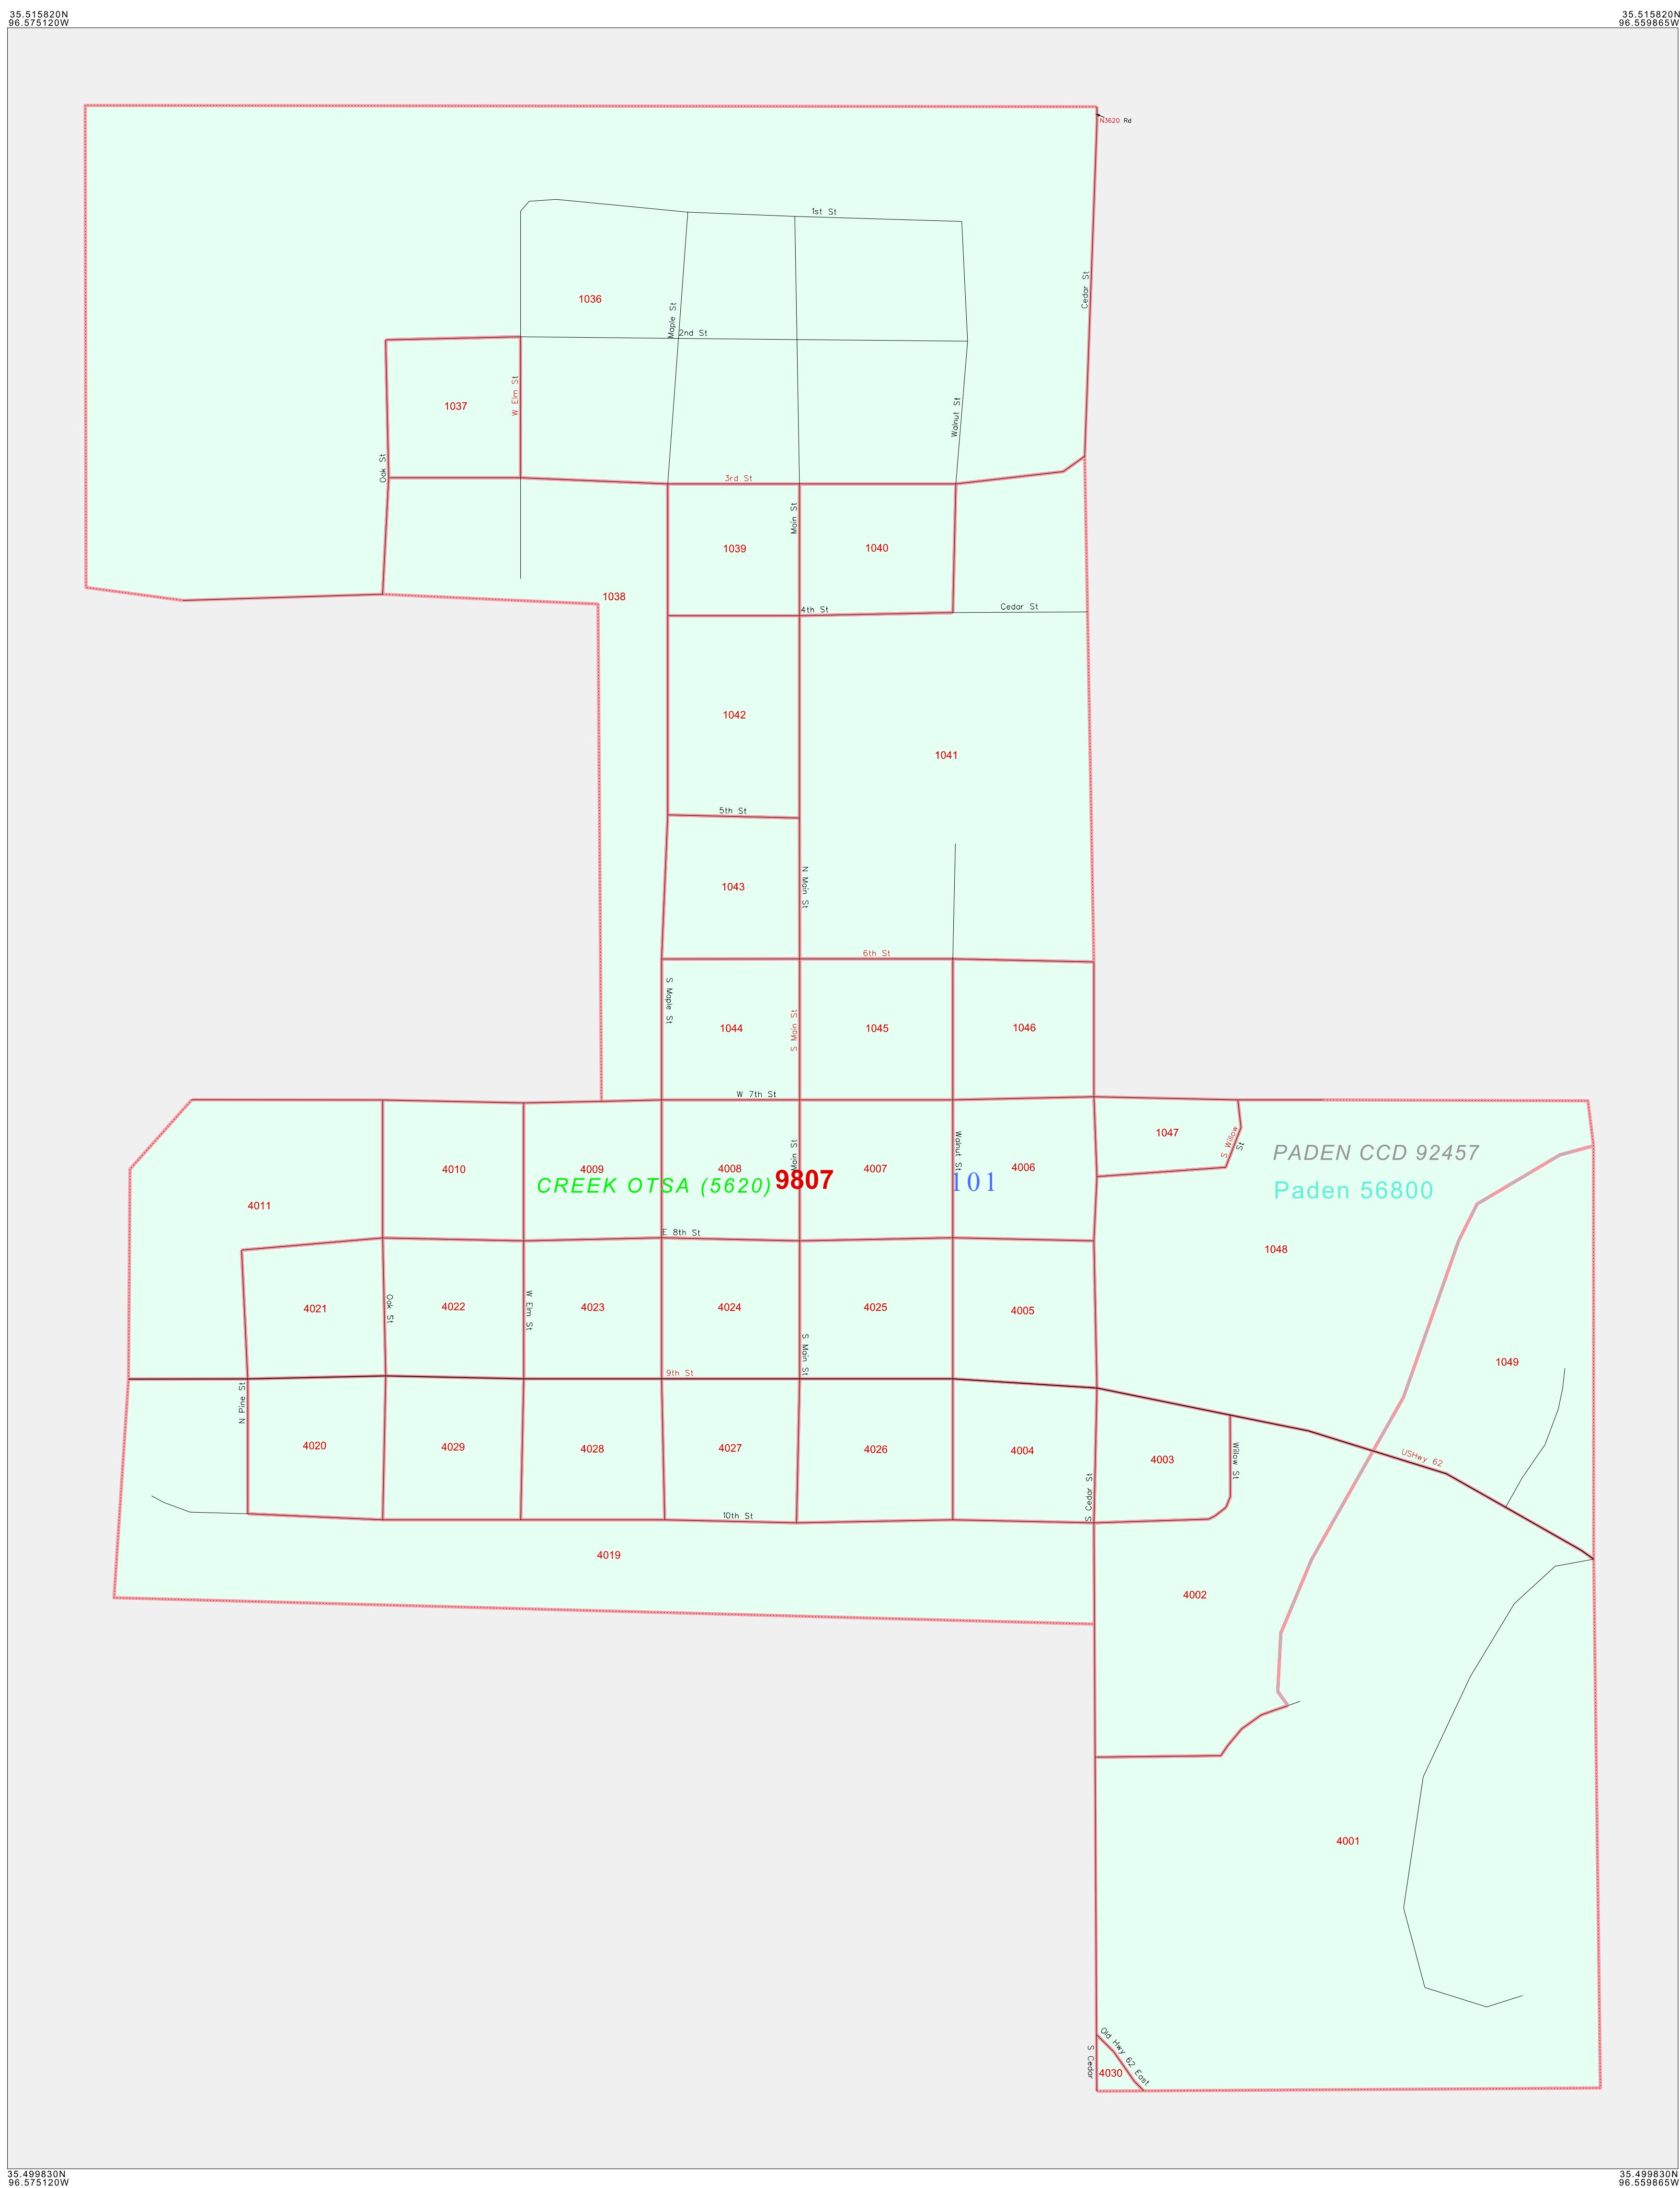 35.515820N
96.575120W
35.515820N
96.559865W
N3620 Rd
1st St
Cedar St
1036
Maple St
2nd St
W Elm St
1037
Walnut St
Oak St
3rd St
Main St
1039
1040
1038
4th St
Cedar St
1042
1041
5th St
1043
N Main St
6th St
S Maple St
1044
S Main St
1045
1046
W 7th St
1047
S Willow St
Walnut St
Main St
PADEN CCD 92457
4010
4009
4008
4007
4006
9807
101
CREEK OTSA (5620)
Paden 56800
4011
E 8th St
1048
4021
Oak St
4022
W Elm St
4023
4024
4025
4005
S Main St
1049
9th St
N Pine St
4020
4029
4028
4027
4026
4004
4003
Willow St
USHwy 62
S Cedar St
10th St
4019
4002
4001
Old Hwy 62 East
S Cedar
4030
35.499830N
96.575120W
35.499830N
96.559865W